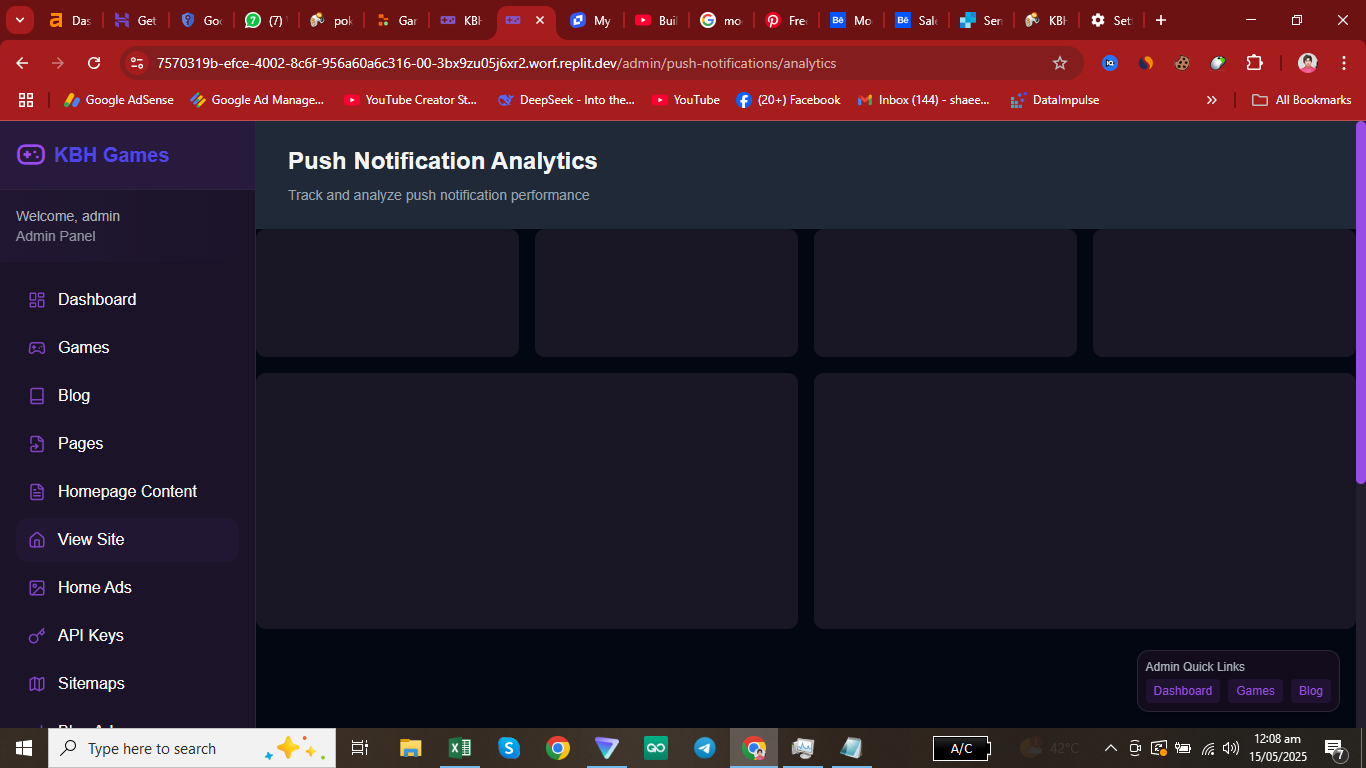 Das
Get
Goo
(7)
pok
Gar
KBH
My
Buil
mo
Free
Mo
Sale
Sen
KBH
Set
7570319b-efce-4002-8c6f-956a60a6c316-00-3bx9zu05j6xr2.worf.replit.dev/admin/push-notifications/analytics
Google AdSense
Google Ad Manage...
YouTube Creator St...
DeepSeek - Into the...
YouTube
(20+) Facebook
Inbox (144) - shaee...
DataImpulse
All Bookmarks
KBH Games
Welcome, admin
Admin Panel
Dashboard
Games
Blog
Pages
Homepage Content
View Site
Home Ads
API Keys
Sitemaps
Push Notification Analytics
Track and analyze push notification performance
Admin Quick Links
Dashboard
Games
Blog
Type here to search
A/C
42°C
12:08 am
15/05/2025
7